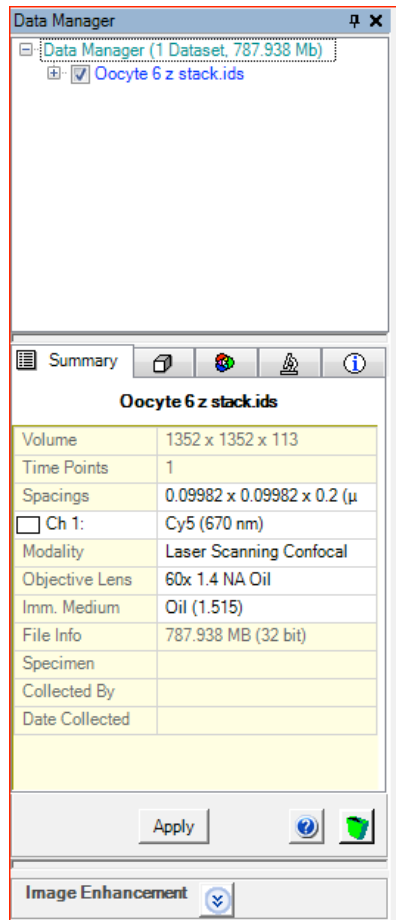 Data Manager
Data Manager (1 Dataset, 787.938 Mb)
Oocyte 6 z stack.ids
Summary
Oocyte 6 z stack.ids
Volume 1352 x 1352 x 113
Time Points 1
Spacings 0.09982 x 0.09982 x 0.2 (µ
Ch 1: Cy5 (670 nm)
Modality Laser Scanning Confocal
Objective Lens 60x 1.4 NA Oil
Imm. Medium Oil (1.515)
File Info 787.938 MB (32 bit)
Specimen
Collected By
Date Collected
Apply
Image Enhancement